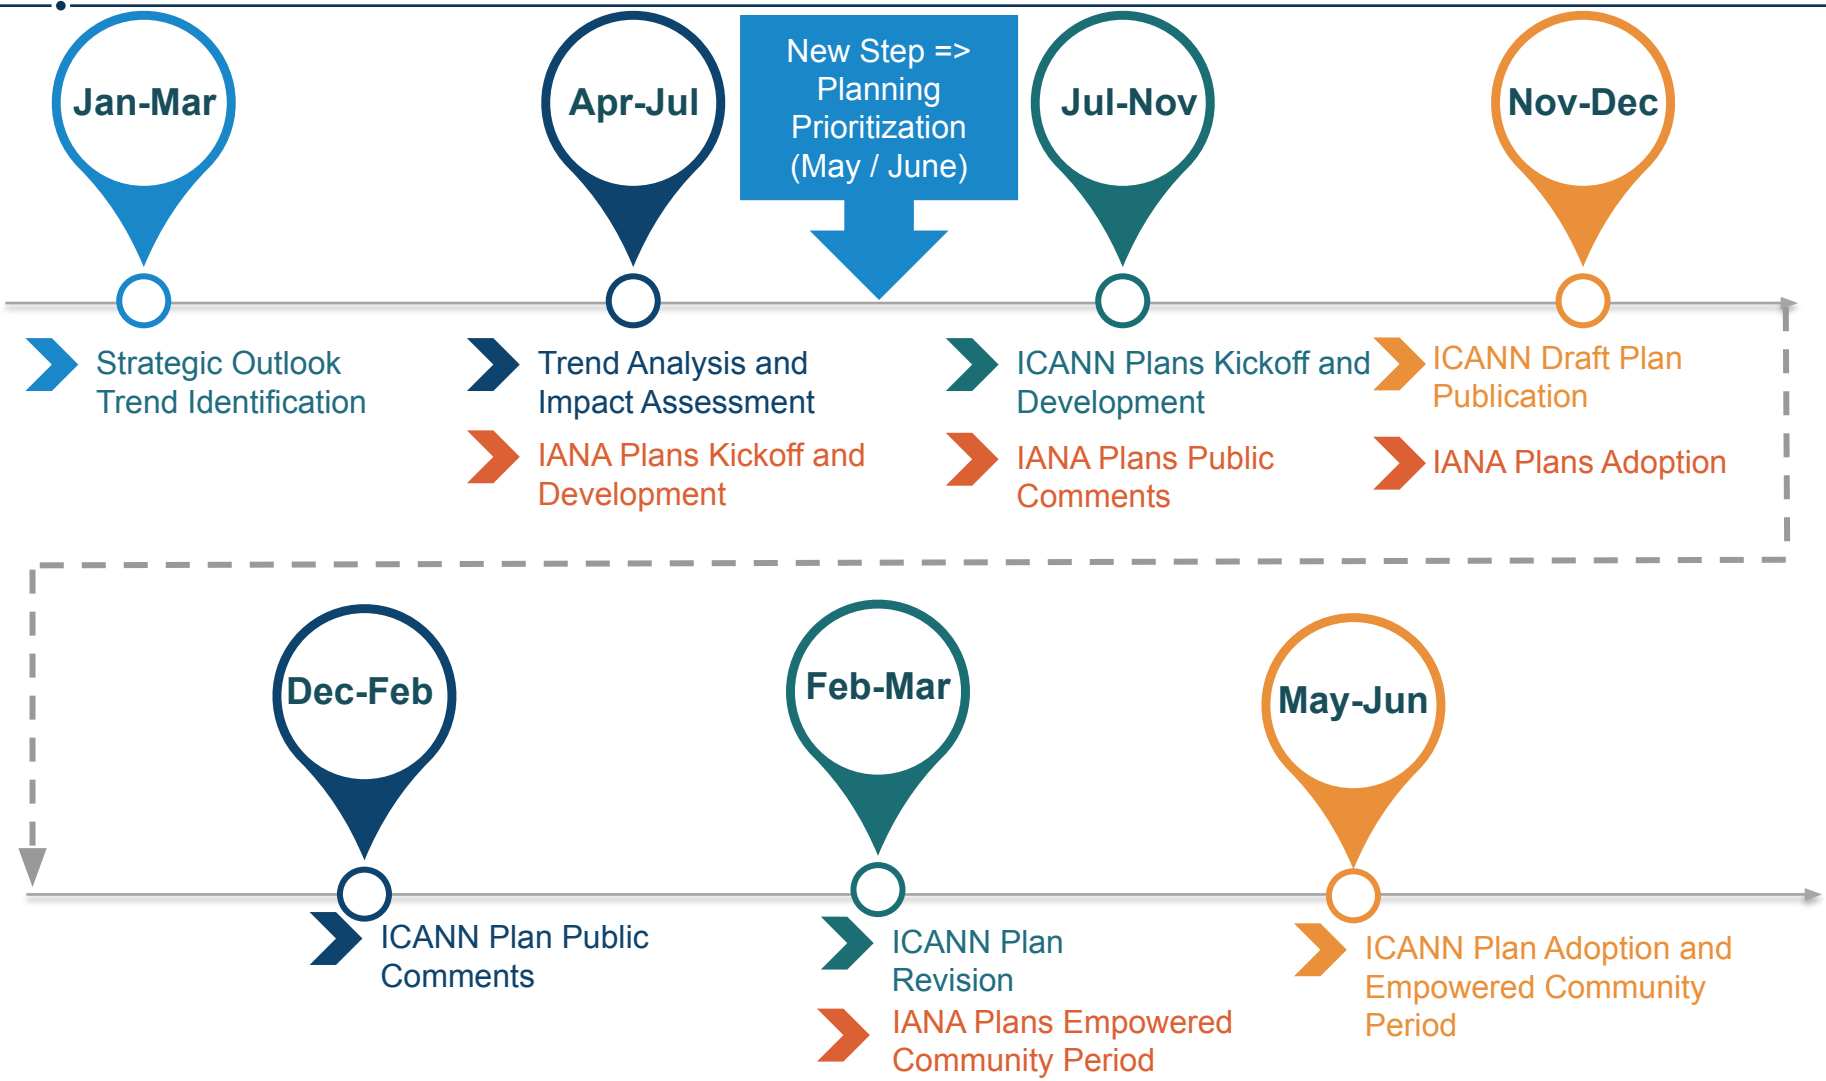 Jan-Mar
Apr-Jul
New Step =>
Planning
Prioritization
(May / June)
Jul-Nov
Nov-Dec
Strategic Outlook
Trend Identification
Trend Analysis and
Impact Assessment
IANA Plans Kickoff and
Development
ICANN Plans Kickoff and
Development
IANA Plans Public
Comments
ICANN Draft Plan
Publication
IANA Plans Adoption
Dec-Feb
Feb-Mar
May-Jun
ICANN Plan Public
Comments
ICANN Plan
Revision
IANA Plans Empowered
Community Period
ICANN Plan Adoption and
Empowered Community
Period